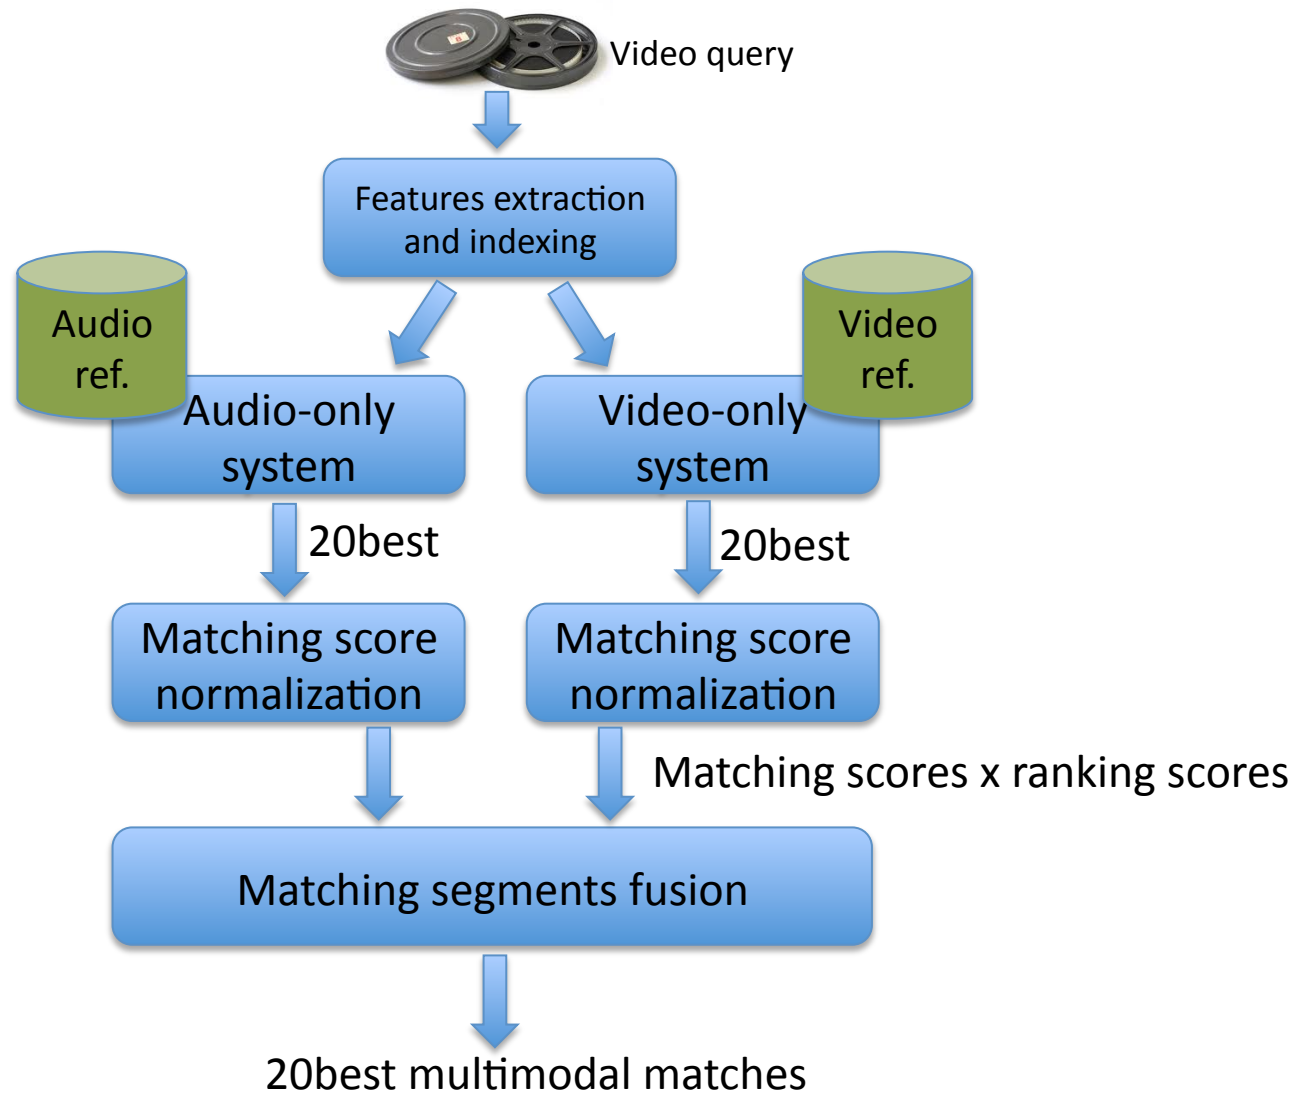 Video query
Features extraction
and indexing
Audio
ref.
Video
ref.
Audio-only
system
Video-only
system
20best
20best
Matching score
normalization
Matching score
normalization
Matching scores x ranking scores
Matching segments fusion
20best multimodal matches